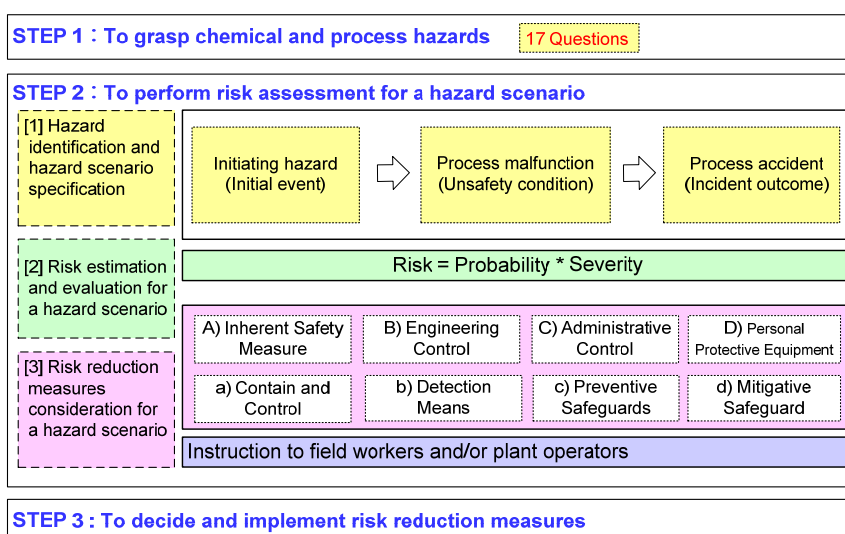 STEP 1：To grasp chemical and process hazards
17 Questions
STEP 2：To perform risk assessment for a hazard scenario
[1] Hazard
identification and
hazard scenario
specification
Initiating hazard
(Initial event)
Process malfunction
(Unsafety condition)
Process accident
(Incident outcome)
[2] Risk estimation
and evaluation for
a hazard scenario
Risk = Probability * Severity
[3] Risk reduction
measures
consideration for
a hazard scenario
A) Inherent Safety
Measure
B) Engineering
Control
C) Administrative
Control
D) Personal
Protective Equipment
a) Contain and
Control
b) Detection
Means
c) Preventive
Safeguards
d) Mitigative
Safeguard
Instruction to field workers and/or plant operators
STEP 3 : To decide and implement risk reduction measures